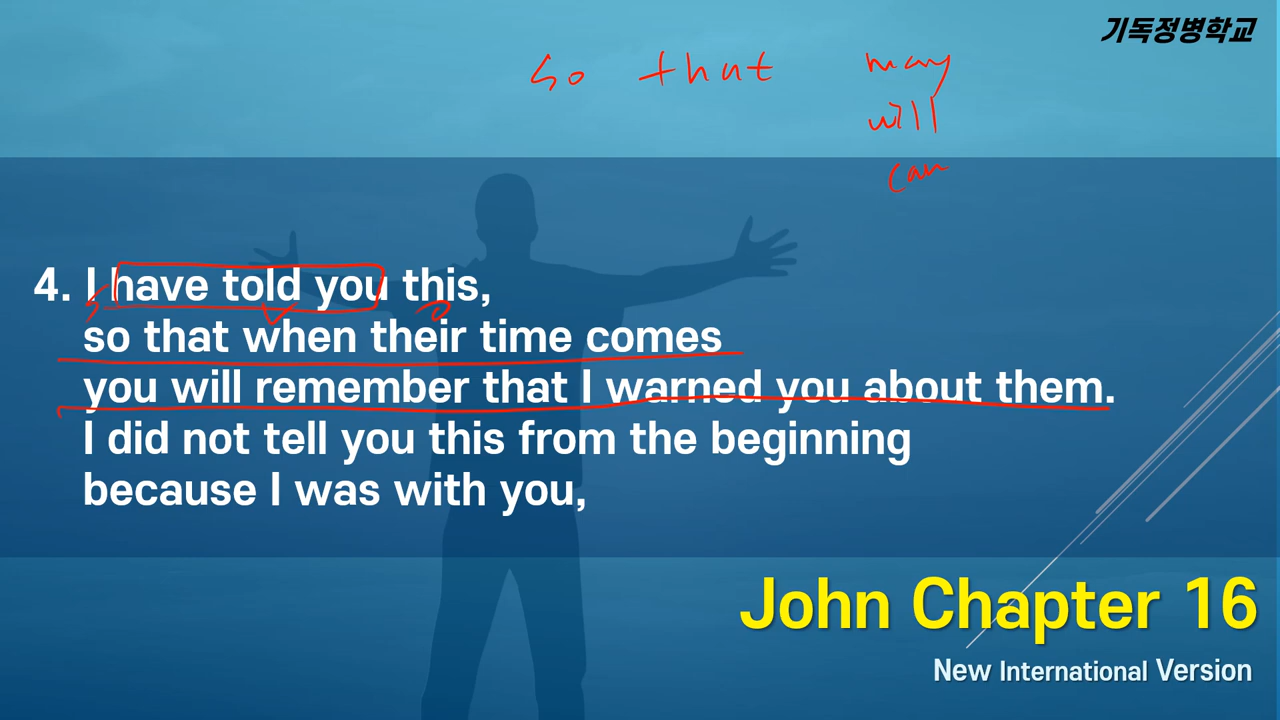 기독정병학교
so that may
will
can
4. I have told you this,
so that when their time comes
you will remember that I warned you about them.
I did not tell you this from the beginning
because I was with you,
John Chapter 16
New International Version